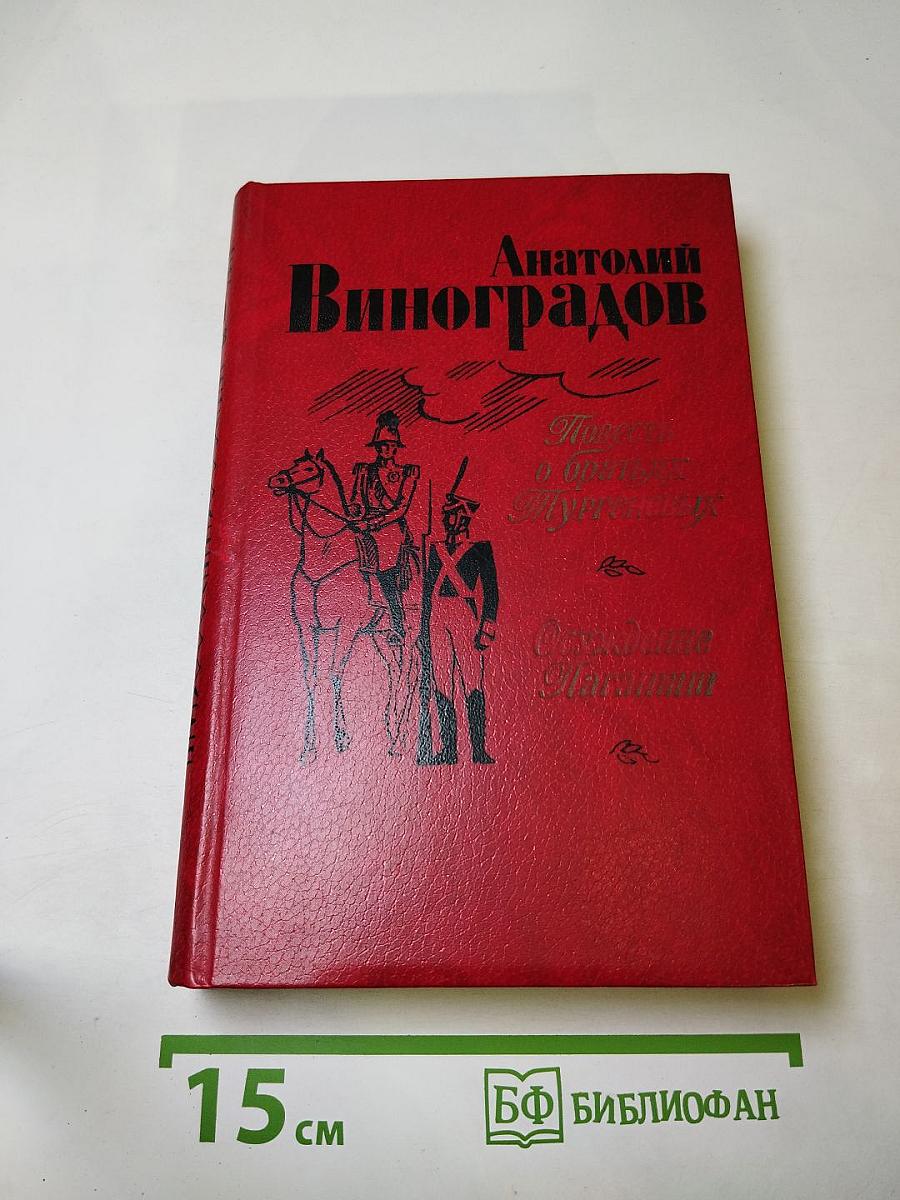 Анатолий
Виноградов
Повесть
о братьях
Тургеневых
Осуждение
Паганини
15 см
БФ БИБЛИОФАН